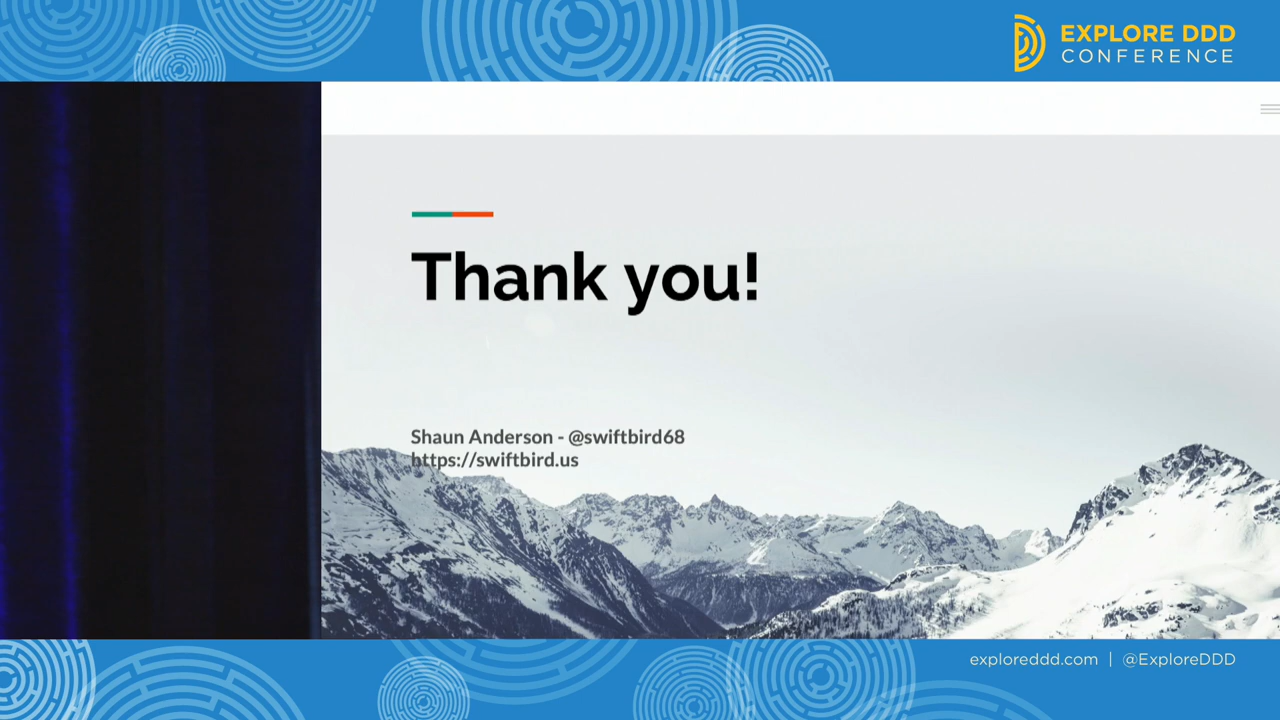 EXPLORE DDD
CONFERENCE
Thank you!
Shaun Anderson - @swiftbird68
https://swiftbird.us
exploreddd.com | @ExploreDDD